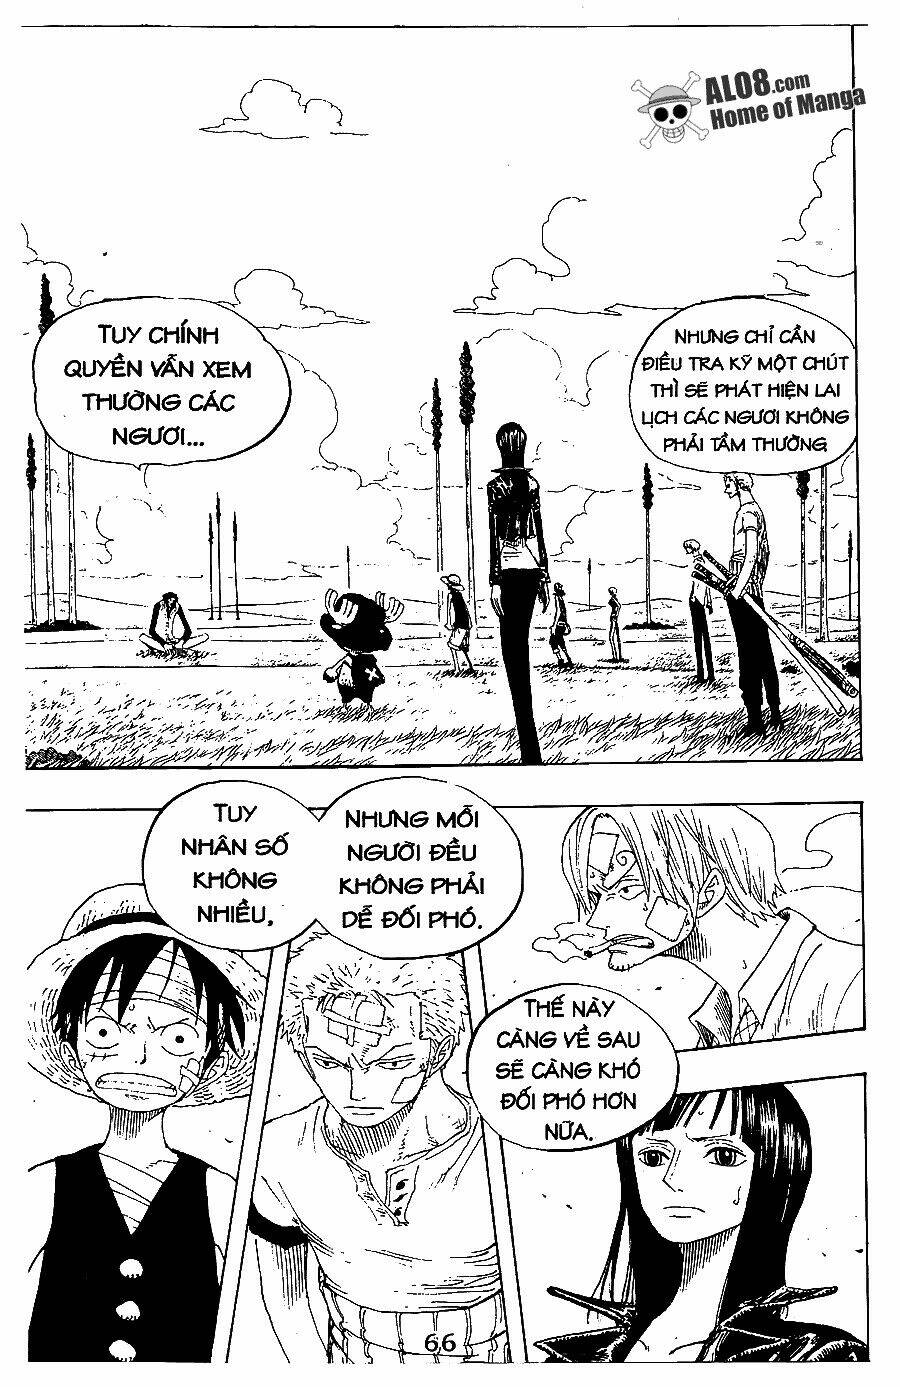 AL08.com
Home of Manga
TUY CHÍNH
QUYỀN VẪN XEM
THƯỜNG CÁC
NGƯƠI...
NHƯNG CHỈ CẦN
ĐIỀU TRA KỸ MỘT CHÚT
THÌ SẼ PHÁT HIỆN LAI
LỊCH CÁC NGƯƠI KHÔNG
PHẢI TẦM THƯỜNG.
TUY
NHÂN SỐ
KHÔNG
NHIỀU,
NHƯNG MỖI
NGƯỜI ĐỀU
KHÔNG PHẢI
DỄ ĐỐI PHÓ.
THẾ NÀY
CÀNG VỀ SAU
SẼ CÀNG KHÓ
ĐỐI PHÓ HƠN
NỮA.
66